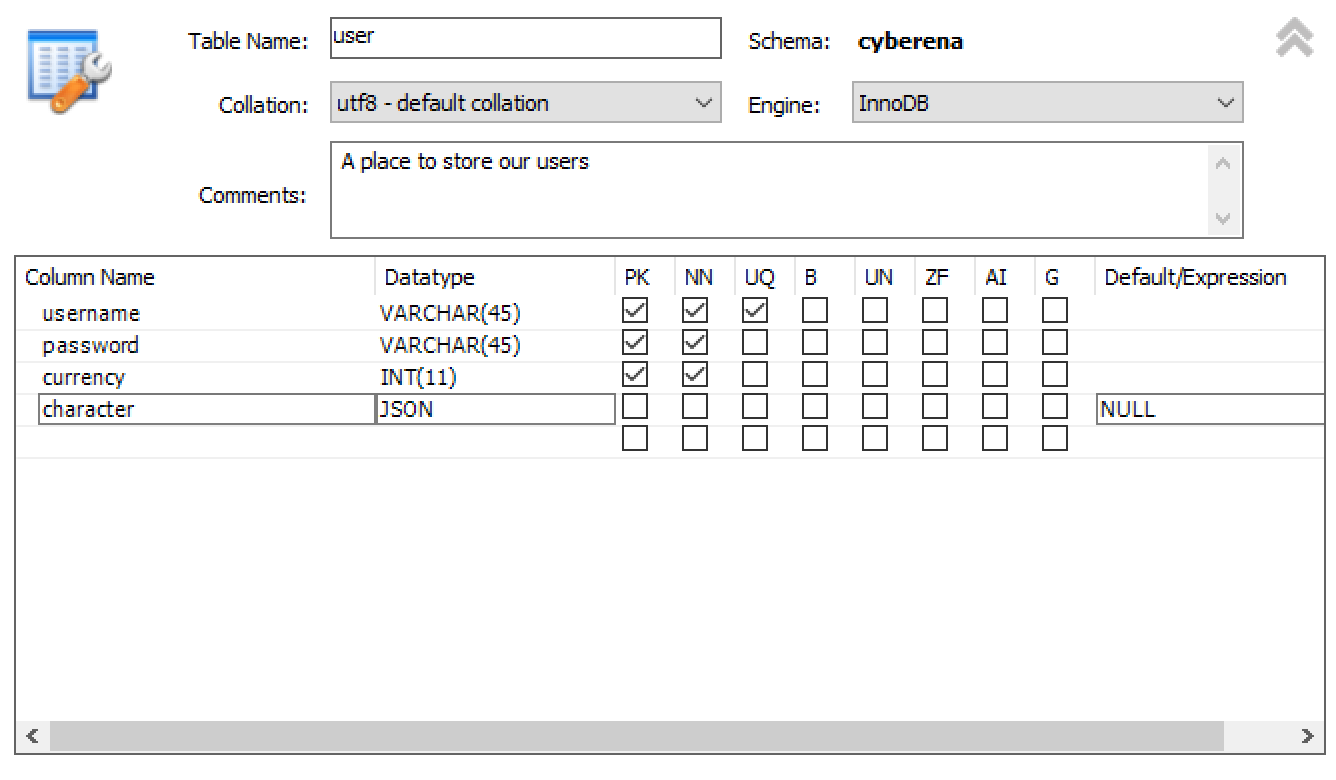 Table Name: user Schema: cyberena
Collation: utf8 - default collation Engine: InnoDB
Comments: A place to store our users
Column Name Datatype PK NN UQ B UN ZF AI G Default/Expression
username VARCHAR(45)
password VARCHAR(45)
currency INT(11)
character JSON NULL